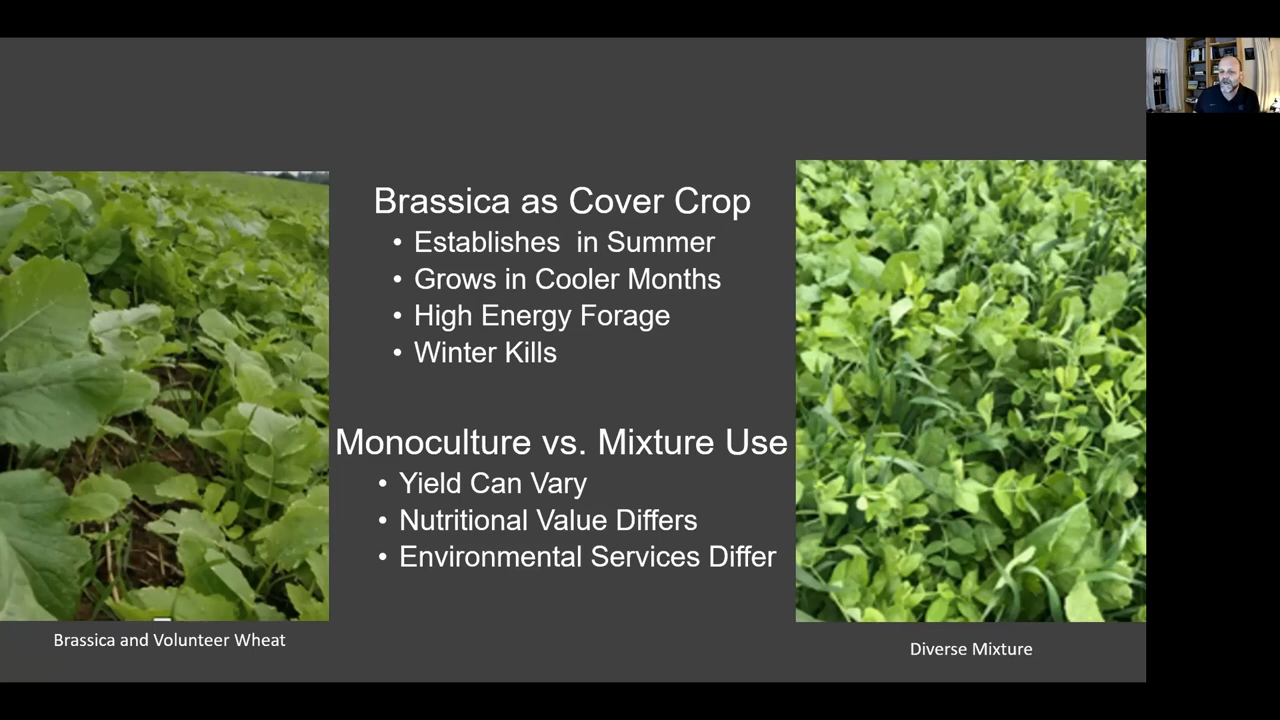 Brassica as Cover Crop
• Establishes in Summer
• Grows in Cooler Months
• High Energy Forage
• Winter Kills
Monoculture vs. Mixture Use
• Yield Can Vary
• Nutritional Value Differs
• Environmental Services Differ
Brassica and Volunteer Wheat
Diverse Mixture